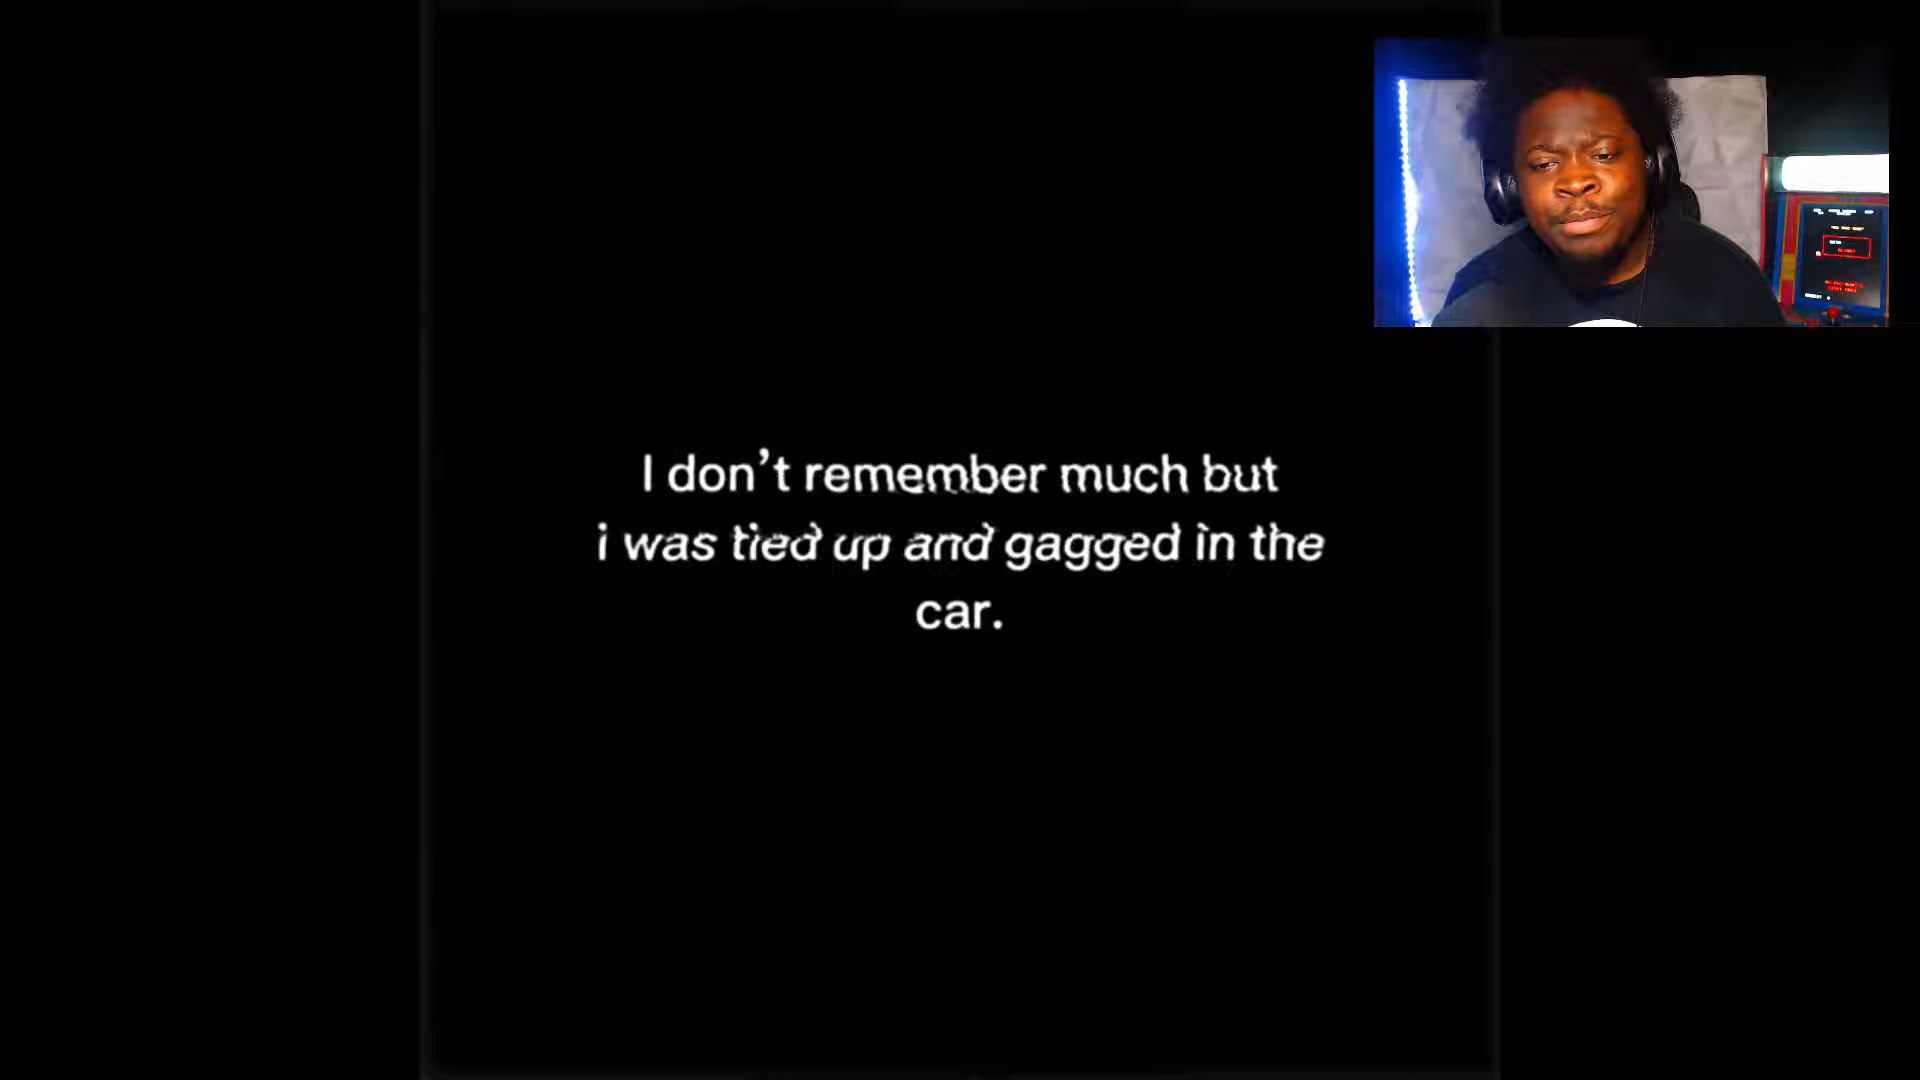 I don’t remember much but
i was tied up and gagged in the
car.